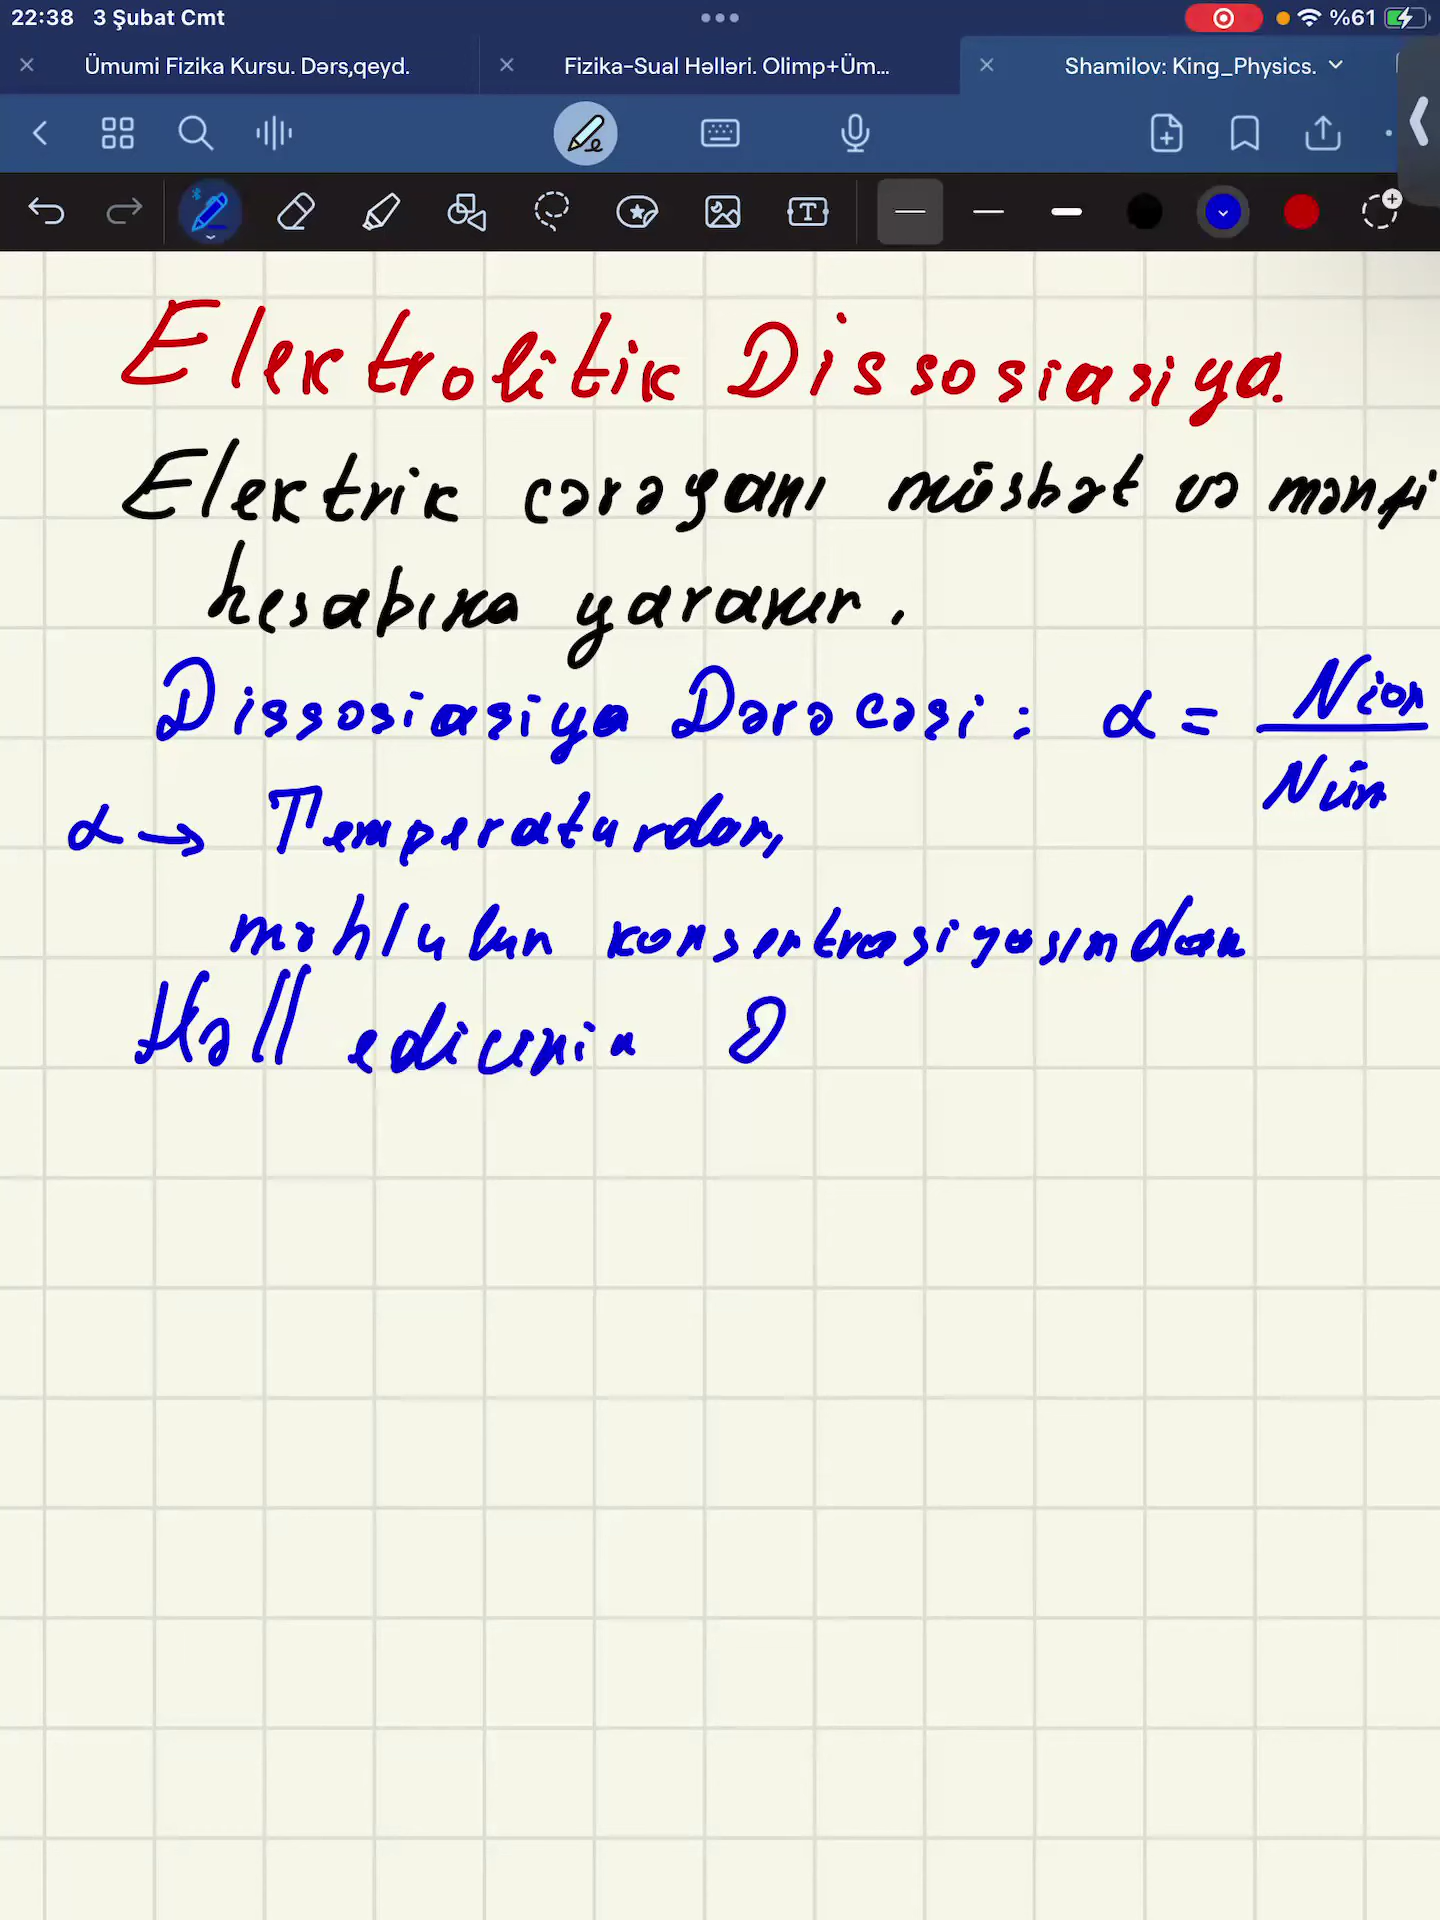 22:38 3 Şubat Cmt
%61
Ümumi Fizika Kursu. Dərs,qeyd.
Fizika-Sual Həlləri. Olimp+Üm...
Shamilov: King_Physics.
Elektrolitik Dissosiasiya.
Elektrik cərəyanı müsbət və mənfi
hesabına yaranır.
Dissosiasiya Dərəcəsi: α = Nion / Nüm
α → Temperaturdan,
məhlulun konsentrasiyasından
Həll edicinin